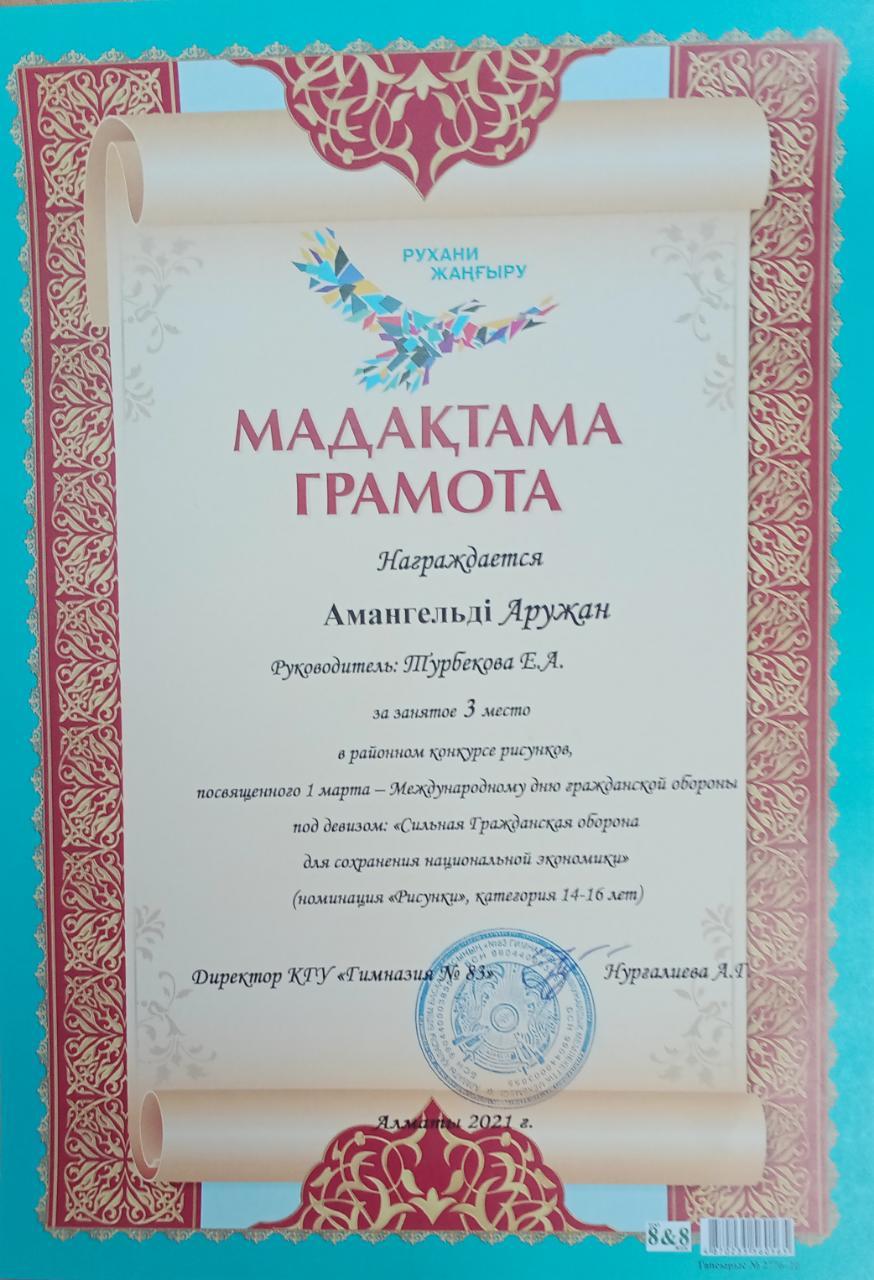 РУХАНИ
ЖАҢҒЫРУ
МАДАҚТАМА
ГРАМОТА
Награждается
Амангельді Аружан
Руководитель: Турбекова Е.А.
за занятое 3 место
в районном конкурсе рисунков,
посвященного 1 марта – Международному дню гражданской обороны
под девизом: «Сильная Гражданская оборона
для сохранения национальной экономики»
(номинация «Рисунки», категория 14-16 лет)
Директор КГУ «Гимназия № 83» Нургалиева А.Г.
Алматы 2021 г.
8&8